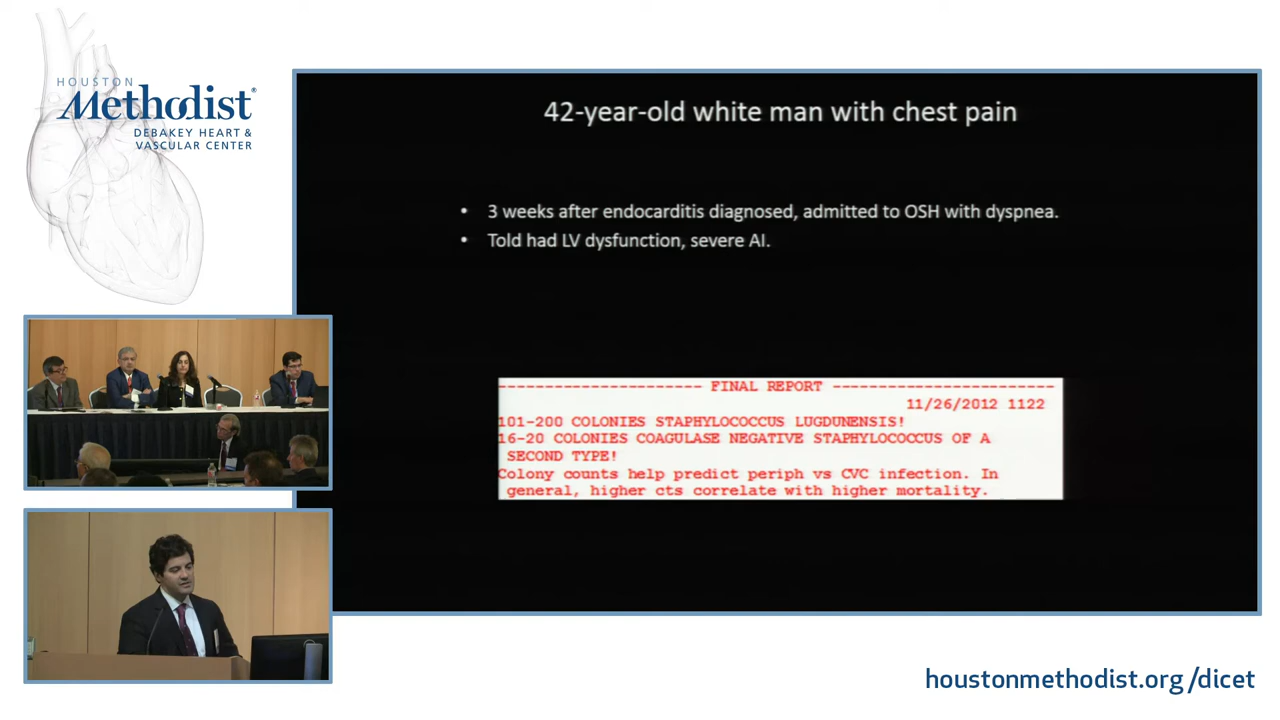 HOUSTON
Methodist®
DEBAKEY HEART &
VASCULAR CENTER
42-year-old white man with chest pain
• 3 weeks after endocarditis diagnosed, admitted to OSH with dyspnea.
• Told had LV dysfunction, severe AI.
---------------------- FINAL REPORT ------------------------
11/26/2012 1122
101-200 COLONIES STAPHYLOCOCCUS LUGDUNENSIS!
16-20 COLONIES COAGULASE NEGATIVE STAPHYLOCOCCUS OF A
SECOND TYPE!
Colony counts help predict periph vs CVC infection. In
general, higher cts correlate with higher mortality.
houstonmethodist.org/dicet